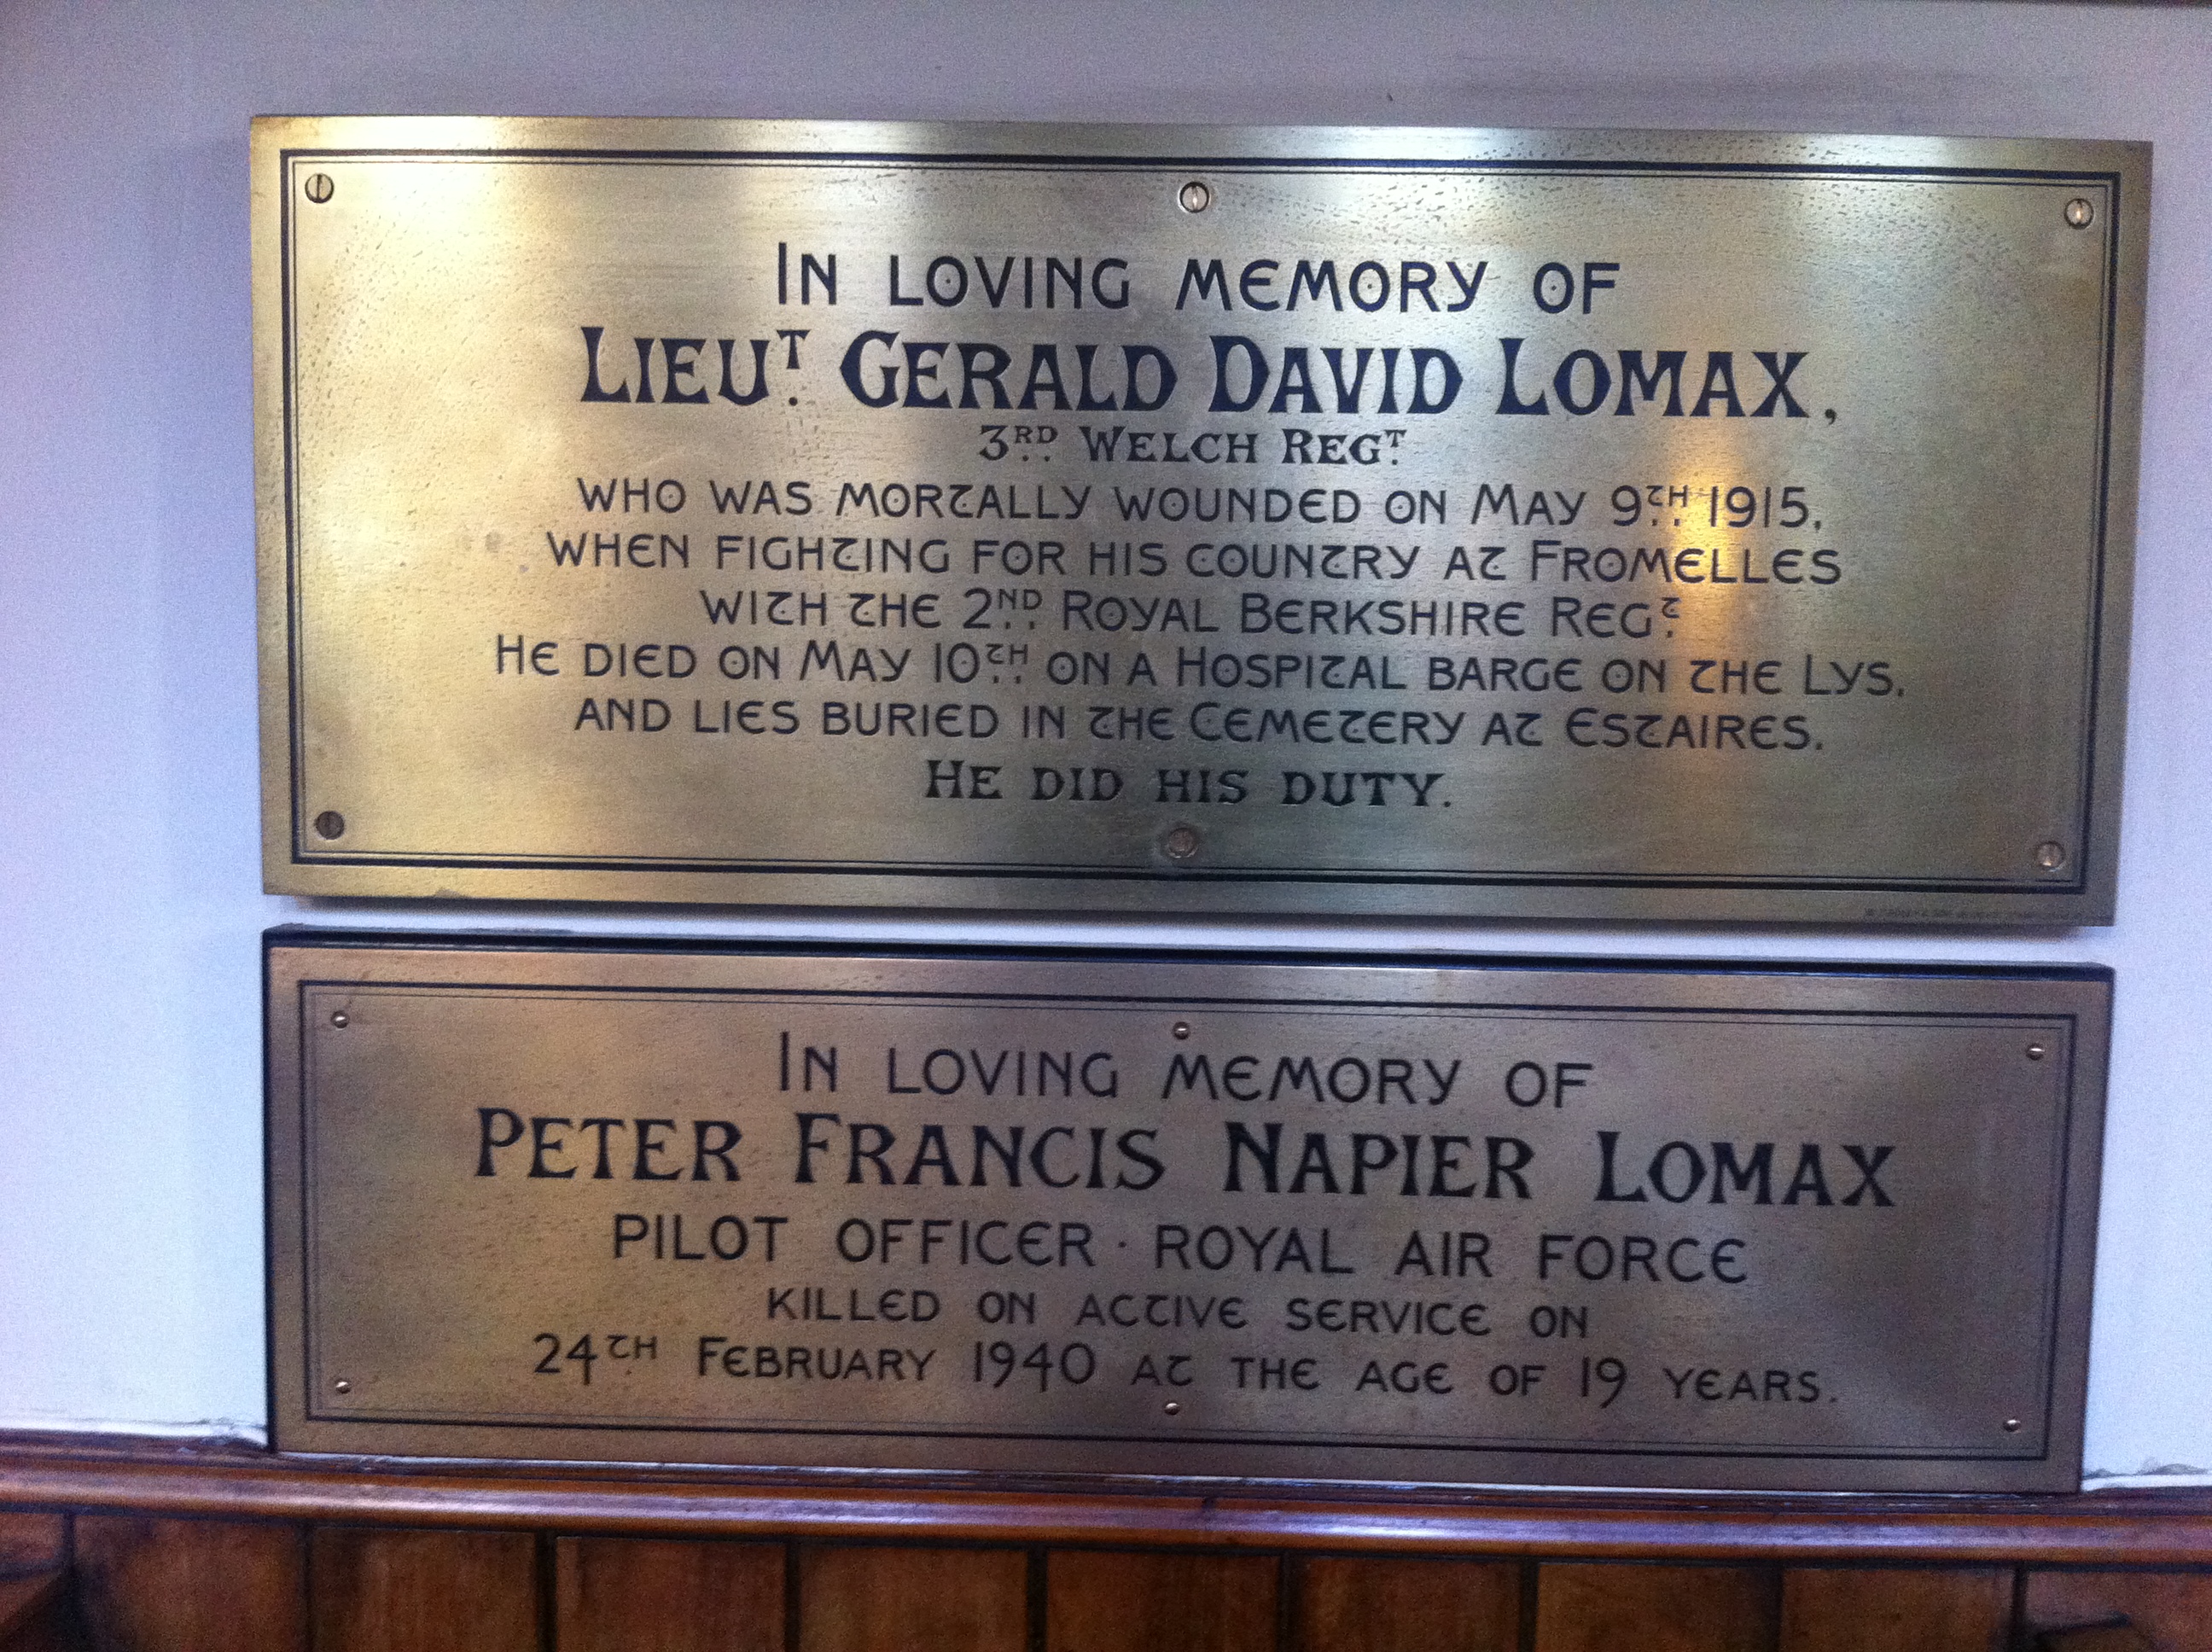 IN LOVING MEMORY OF
LIEUT. GERALD DAVID LOMAX,
3RD. WELCH REGT.
WHO WAS MORTALLY WOUNDED ON MAY 9TH. 1915,
WHEN FIGHTING FOR HIS COUNTRY AT FROMELLES
WITH THE 2ND. ROYAL BERKSHIRE REGT.
HE DIED ON MAY 10TH. ON A HOSPITAL BARGE ON THE LYS,
AND LIES BURIED IN THE CEMETERY AT ESTAIRES.
HE DID HIS DUTY.
IN LOVING MEMORY OF
PETER FRANCIS NAPIER LOMAX
PILOT OFFICER · ROYAL AIR FORCE
KILLED ON ACTIVE SERVICE ON
24TH FEBRUARY 1940 AT THE AGE OF 19 YEARS.